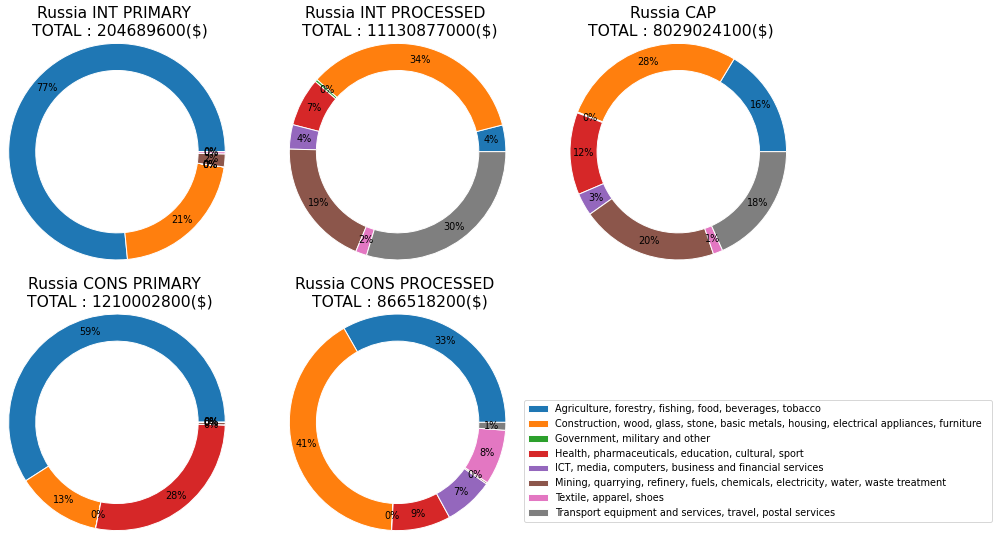 Russia INT PRIMARY
TOTAL : 204689600($)
77%
21%
0%
2%
0%
Russia INT PROCESSED
TOTAL : 11130877000($)
4%
34%
0%
7%
4%
19%
2%
30%
Russia CAP
TOTAL : 8029024100($)
16%
28%
0%
12%
3%
20%
1%
18%
Russia CONS PRIMARY
TOTAL : 1210002800($)
59%
13%
0%
28%
0%
Russia CONS PROCESSED
TOTAL : 866518200($)
33%
41%
0%
9%
7%
0%
8%
1%
Agriculture, forestry, fishing, food, beverages, tobacco
Construction, wood, glass, stone, basic metals, housing, electrical appliances, furniture
Government, military and other
Health, pharmaceuticals, education, cultural, sport
ICT, media, computers, business and financial services
Mining, quarrying, refinery, fuels, chemicals, electricity, water, waste treatment
Textile, apparel, shoes
Transport equipment and services, travel, postal services